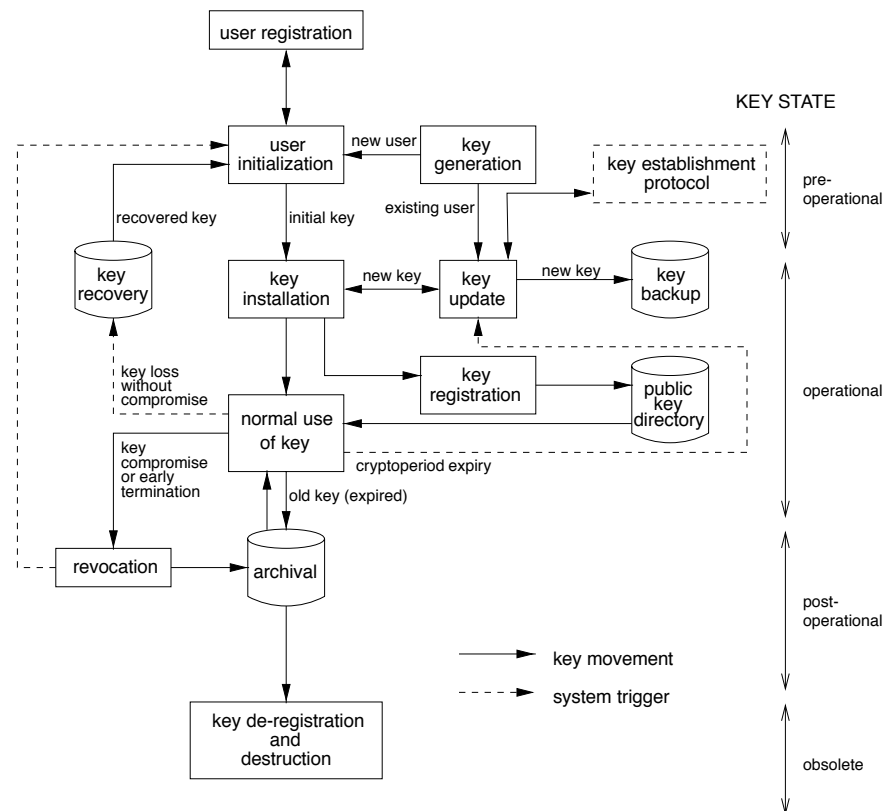 user registration
KEY STATE
user
initialization
new user
key
generation
key establishment
protocol
pre-
operational
existing user
recovered key
initial key
key
recovery
key
installation
new key
key
update
new key
key
backup
key loss
without
compromise
key
registration
public
key
directory
operational
normal use
of key
key
compromise
or early
termination
cryptoperiod expiry
old key (expired)
revocation
archival
post-
operational
key movement
system trigger
key de-registration
and
destruction
obsolete